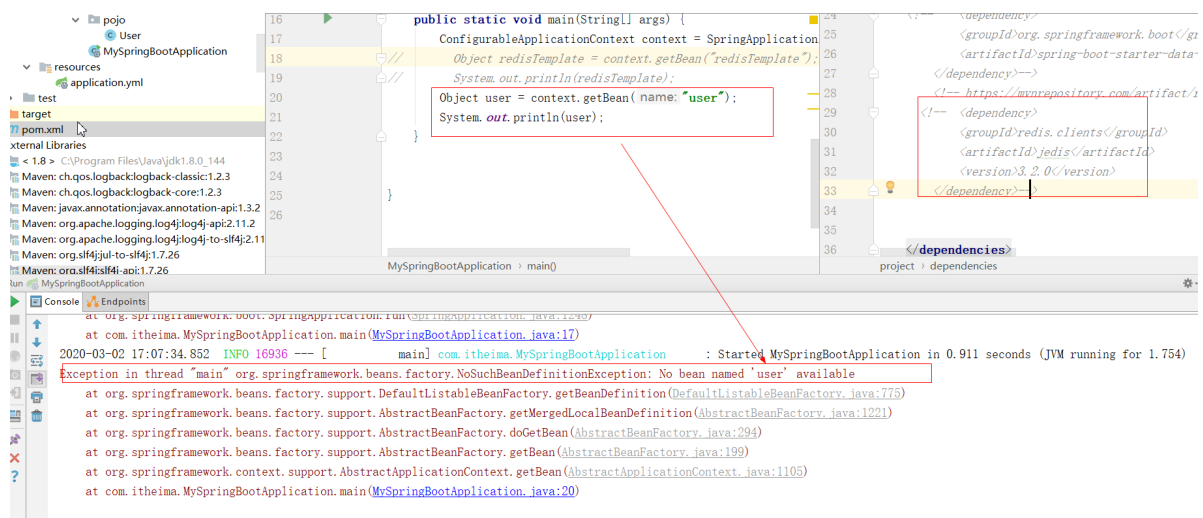 pojo
User
MySpringBootApplication
resources
application.yml
test
target
pom.xml
xternal Libraries
< 1.8 > C:\Program Files\Java\jdk1.8.0_144
Maven: ch.qos.logback:logback-classic:1.2.3
Maven: ch.qos.logback:logback-core:1.2.3
Maven: javax.annotation:javax.annotation-api:1.3.2
Maven: org.apache.logging.log4j:log4j-api:2.11.2
Maven: org.apache.logging.log4j:log4j-to-slf4j:2.11
Maven: org.slf4j:jul-to-slf4j:1.7.26
Maven: org.slf4j:slf4j-api:1.7.26
16 public static void main(String[] args) {
17 ConfigurableApplicationContext context = SpringApplication
18 // Object redisTemplate = context.getBean("redisTemplate");
19 // System.out.println(redisTemplate);
20 Object user = context.getBean( name: "user");
21 System.out.println(user);
22 }
23
24
25 }
26
MySpringBootApplication › main()
24 <!-- <dependency>
25 <groupId>org.springframework.boot</gr
26 <artifactId>spring-boot-starter-data-
27 </dependency>-->
28 <!-- https://mvnrepository.com/artifact/r
29 <!-- <dependency>
30 <groupId>redis.clients</groupId>
31 <artifactId>jedis</artifactId>
32 <version>3.2.0</version>
33 </dependency>-->
34
35
36 </dependencies>
project › dependencies
Run MySpringBootApplication
Console Endpoints
at org.springframework.boot.SpringApplication.run(SpringApplication.java:1248)
at com.itheima.MySpringBootApplication.main(MySpringBootApplication.java:17)
2020-03-02 17:07:34.852 INFO 16936 --- [ main] com.itheima.MySpringBootApplication : Started MySpringBootApplication in 0.911 seconds (JVM running for 1.754)
Exception in thread "main" org.springframework.beans.factory.NoSuchBeanDefinitionException: No bean named 'user' available
at org.springframework.beans.factory.support.DefaultListableBeanFactory.getBeanDefinition(DefaultListableBeanFactory.java:775)
at org.springframework.beans.factory.support.AbstractBeanFactory.getMergedLocalBeanDefinition(AbstractBeanFactory.java:1221)
at org.springframework.beans.factory.support.AbstractBeanFactory.doGetBean(AbstractBeanFactory.java:294)
at org.springframework.beans.factory.support.AbstractBeanFactory.getBean(AbstractBeanFactory.java:199)
at org.springframework.context.support.AbstractApplicationContext.getBean(AbstractApplicationContext.java:1105)
at com.itheima.MySpringBootApplication.main(MySpringBootApplication.java:20)